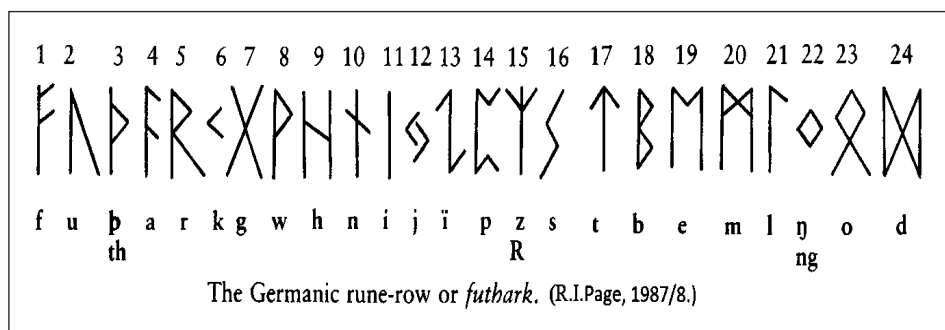 1 2 3 4 5 6 7 8 9 10 11 12 13 14 15 16 17 18 19 20 21 22 23 24
ᚠ ᚢ ᚦ ᚨ ᚱ ᚲ ᚷ ᚹ ᚺ ᚾ ᛁ ᛃ ᛇ ᛈ ᛉ ᛊ ᛏ ᛒ ᛖ ᛗ ᛚ ᛜ ᛟ ᛞ
f u þ a r k g w h n i j ï p z s t b e m l ŋ o d
th R ng
The Germanic rune-row or futhark. (R.I.Page, 1987/8.)